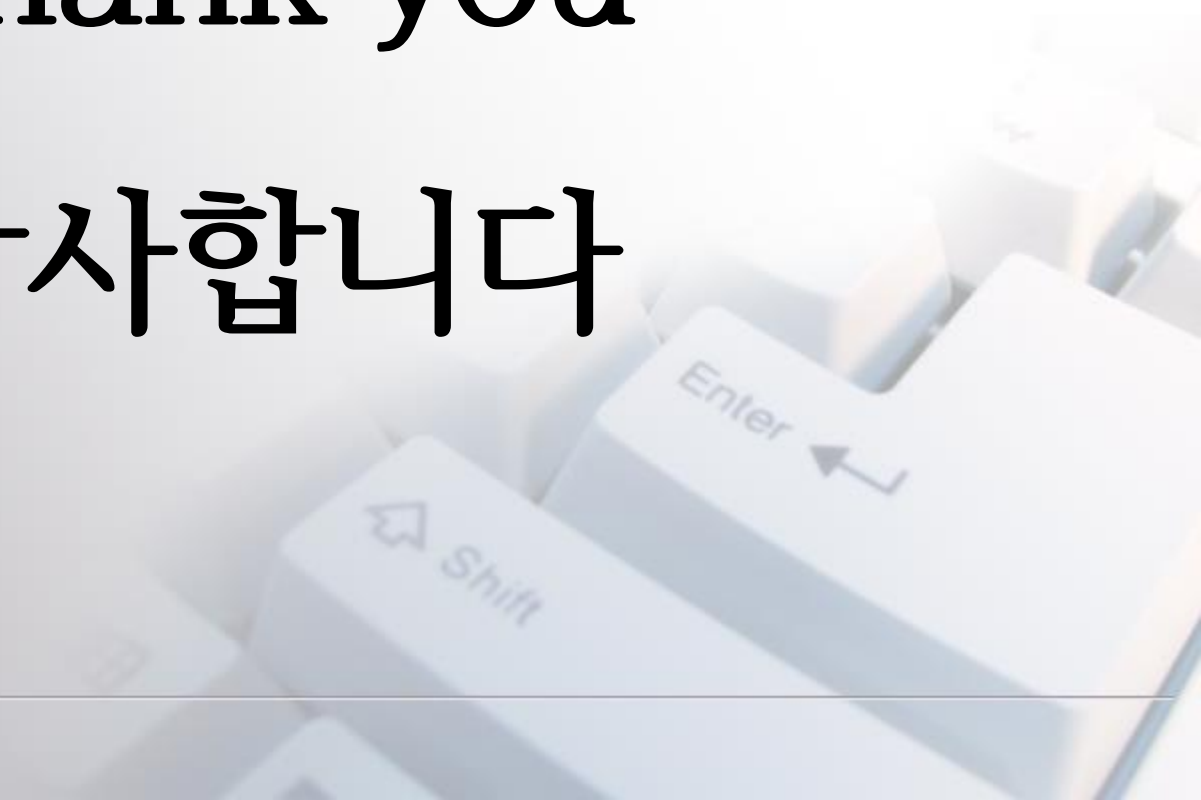 hank you
사합니다
Enter
Shift